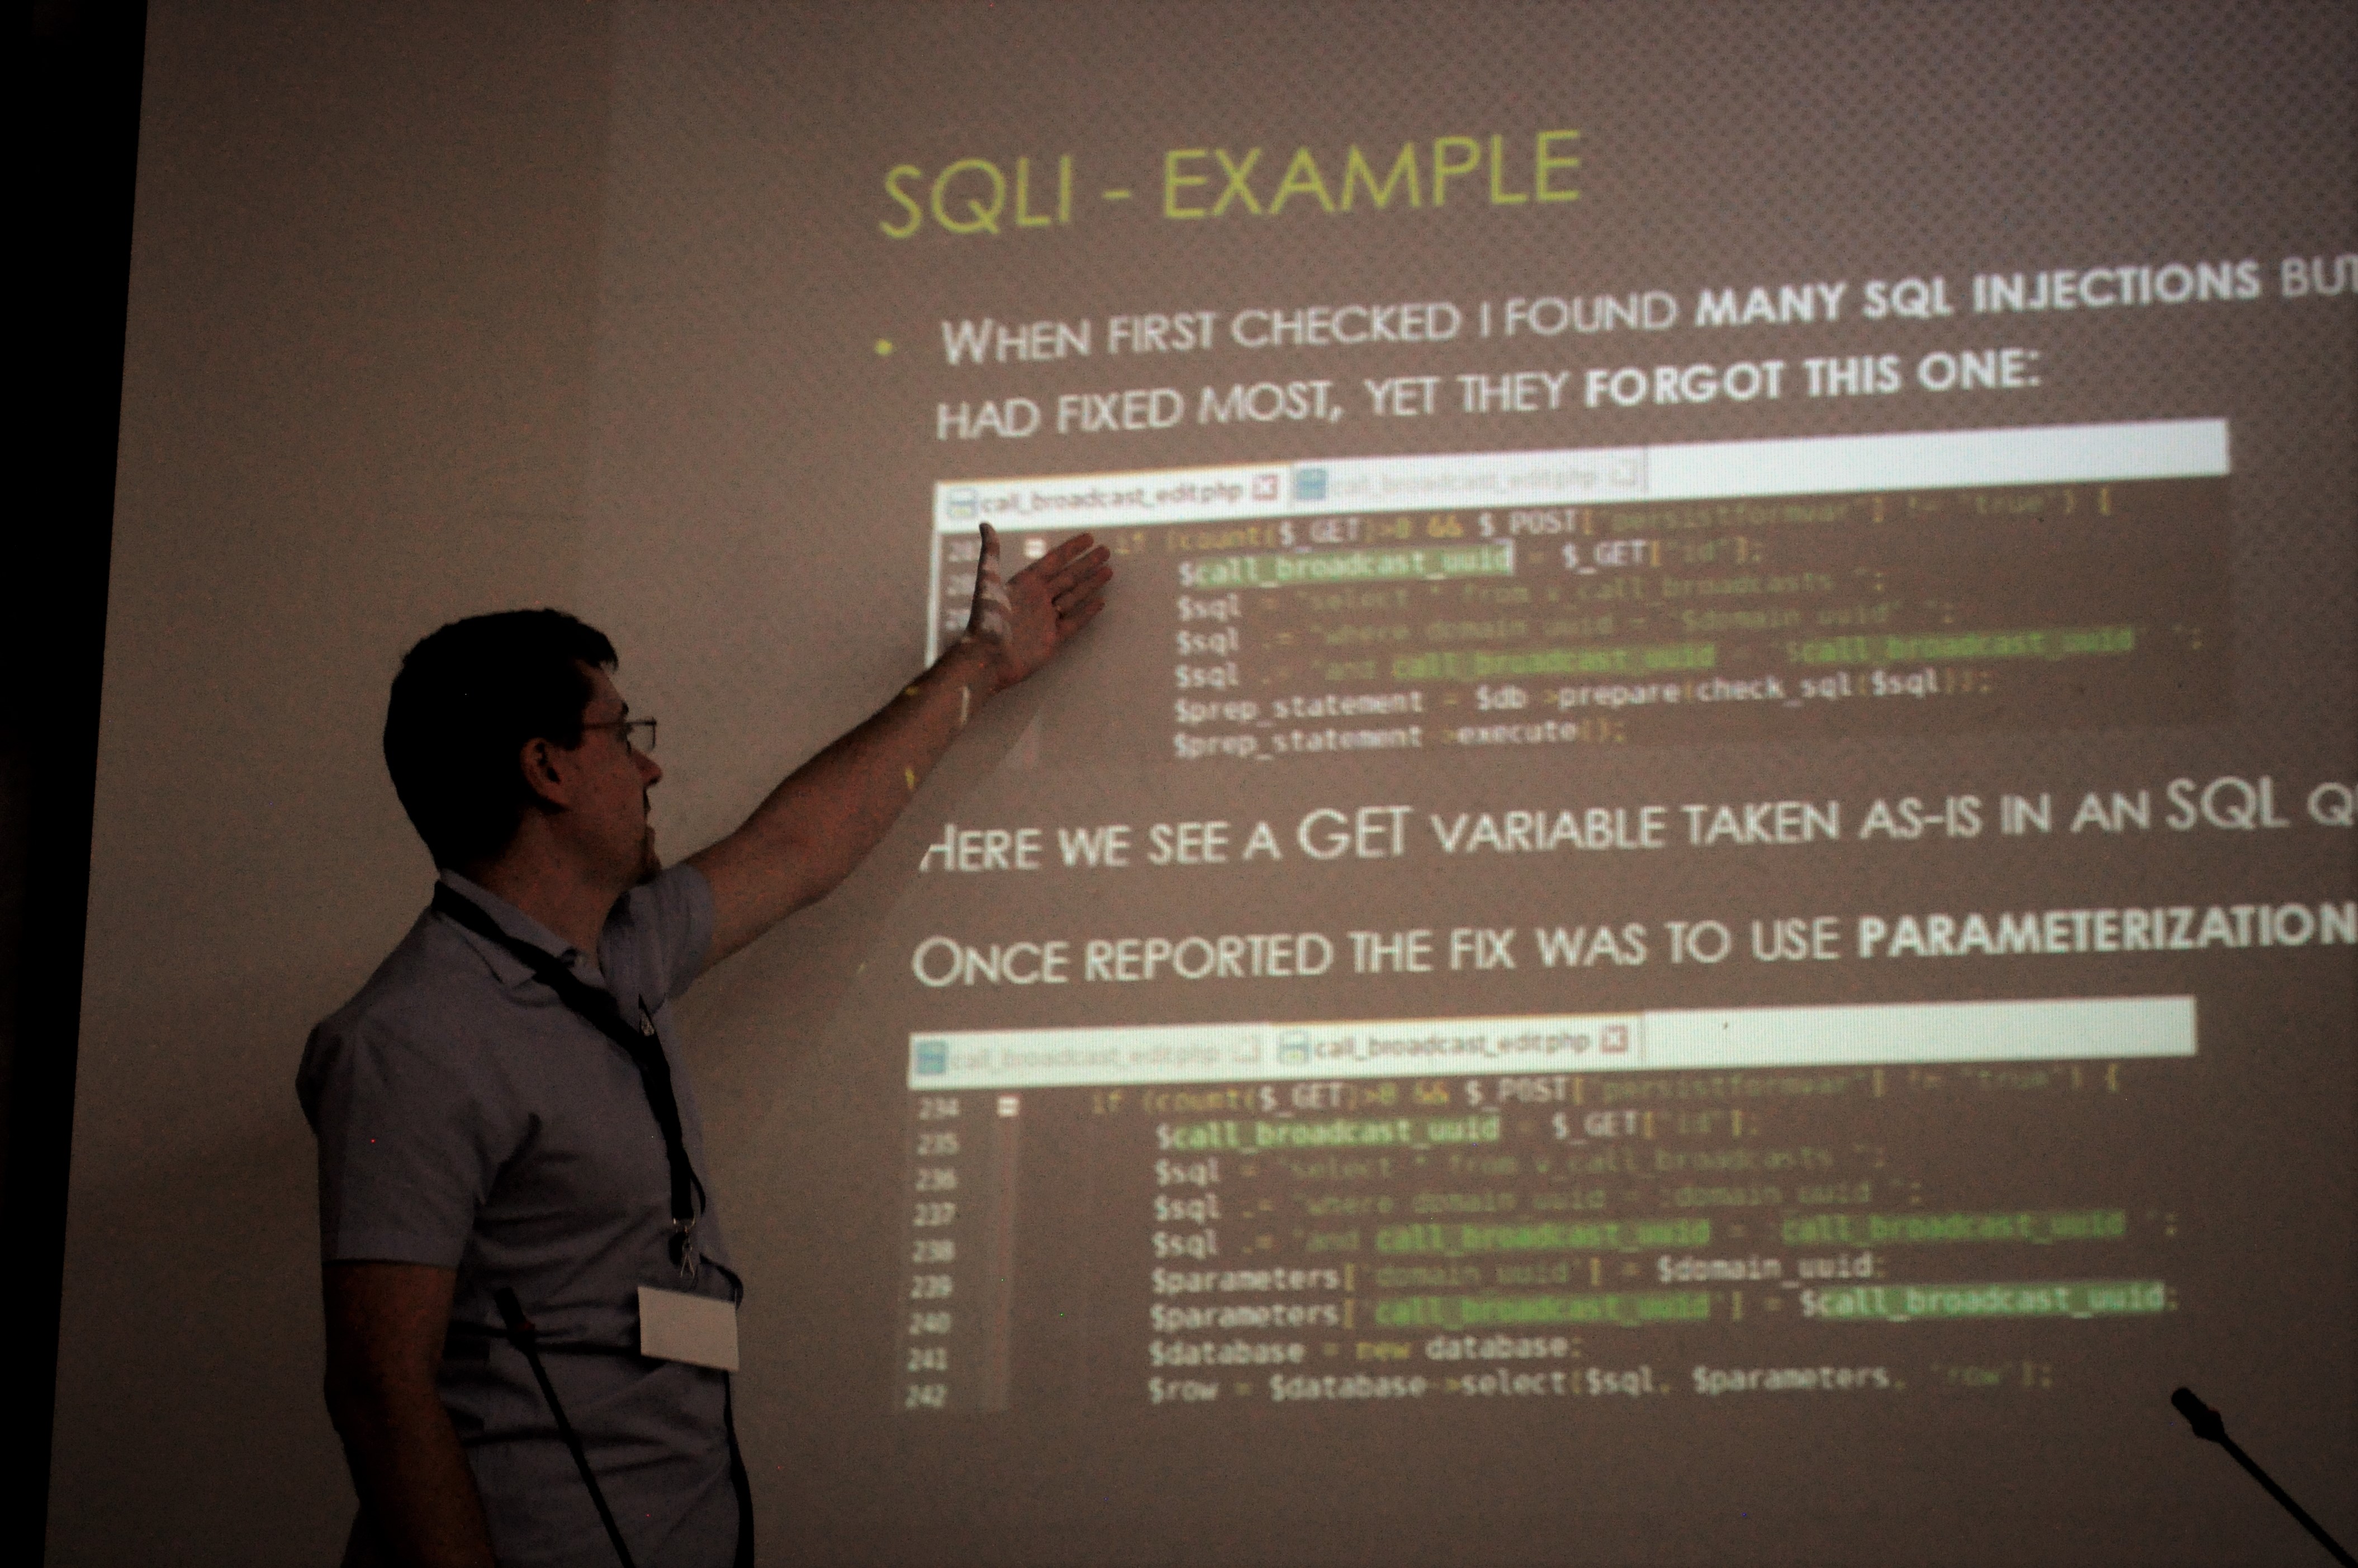 SQLI - EXAMPLE
• WHEN FIRST CHECKED I FOUND MANY SQL INJECTIONS BUT
HAD FIXED MOST, YET THEY FORGOT THIS ONE:
call_broadcast_edit.php call_broadcast_edit.php
if (count($_GET)>0 && $_POST["persistformvar"] != "true") {
$call_broadcast_uuid = $_GET["id"];
$sql = "select * from v_call_broadcasts ";
$sql .= "where domain_uuid = '$domain_uuid' ";
$sql .= "and call_broadcast_uuid = '$call_broadcast_uuid' ";
$prep_statement = $db->prepare(check_sql($sql));
$prep_statement->execute();
HERE WE SEE A GET VARIABLE TAKEN AS-IS IN AN SQL
ONCE REPORTED THE FIX WAS TO USE PARAMETERIZATION
call_broadcast_edit.php call_broadcast_edit.php
234 if (count($_GET)>0 && $_POST["persistformvar"] != "true") {
235 $call_broadcast_uuid = $_GET["id"];
236 $sql = "select * from v_call_broadcasts ";
237 $sql .= "where domain_uuid = :domain_uuid ";
238 $sql .= "and call_broadcast_uuid = :call_broadcast_uuid ";
239 $parameters['domain_uuid'] = $domain_uuid;
240 $parameters['call_broadcast_uuid'] = $call_broadcast_uuid;
241 $database = new database;
242 $row = $database->select($sql, $parameters, 'row');